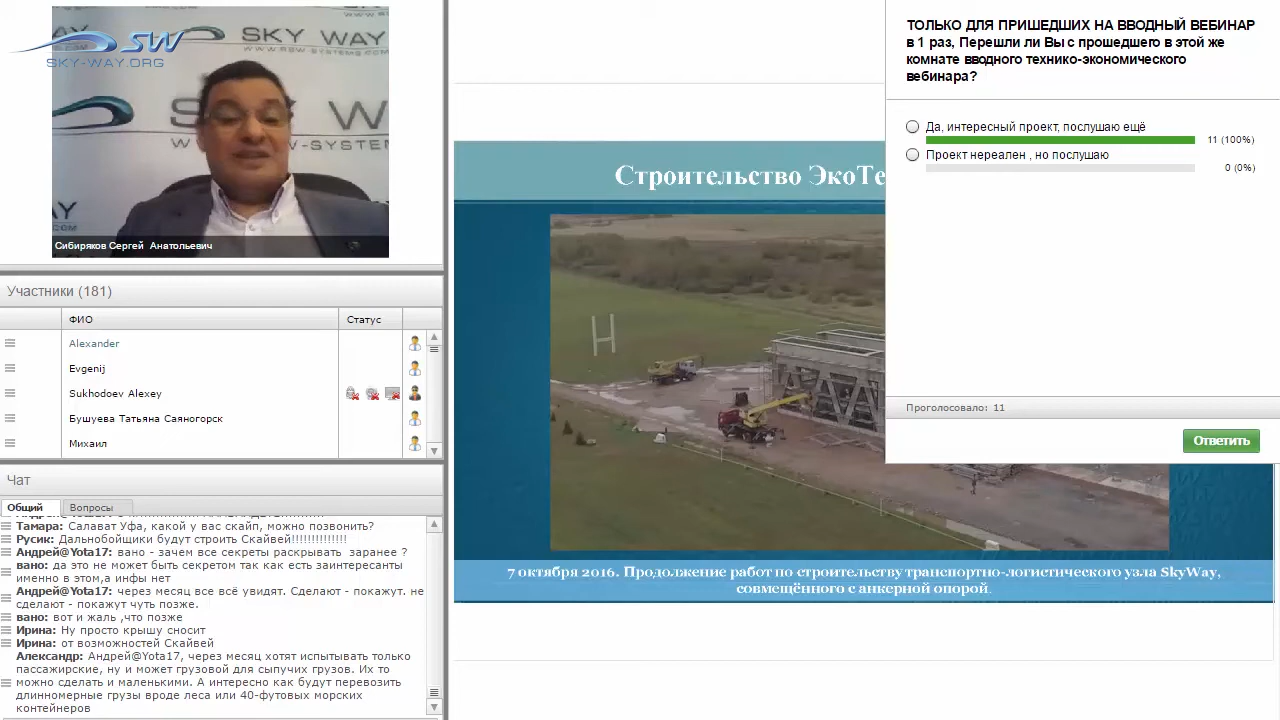 SW
SKY-WAY.ORG
SKY WAY
WWW.RSW-SYSTEMS.COM
SKY W
W-SYSTEM
AY
COM
Сибиряков Сергей Анатольевич
Участники (181)
ФИО
Статус
Alexander
Evgenij
Sukhodoev Alexey
Бушуева Татьяна Саяногорск
Михаил
Чат
Общий
Вопросы
Тамара: Салават Уфа, какой у вас скайп, можно позвонить?
Русик: Дальнобойщики будут строить Скайвей!!!!!!!!!!!!!!
Андрей@Yota17: вано - зачем все секреты раскрывать заранее ?
вано: да это не может быть секретом так как есть заинтересанты
именно в этом,а инфы нет
Андрей@Yota17: через месяц все всё увидят. Сделают - покажут. не
сделают - покажут чуть позже.
вано: вот и жаль ,что позже
Ирина: Ну просто крышу сносит
Ирина: от возможностей Скайвей
Александр: Андрей@Yota17, через месяц хотят испытывать только
пассажирские, ну и может грузовой для сыпучих грузов. Их то
можно сделать и маленькими. А интересно как будут перевозить
длинномерные грузы вроде леса или 40-футовых морских
контейнеров
Строительство ЭкоТе
7 октября 2016. Продолжение работ по строительству транспортно-логистического узла SkyWay,
совмещённого с анкерной опорой.
ТОЛЬКО ДЛЯ ПРИШЕДШИХ НА ВВОДНЫЙ ВЕБИНАР
в 1 раз, Перешли ли Вы с прошедшего в этой же
комнате вводного технико-экономического
вебинара?
Да, интересный проект, послушаю ещё
11 (100%)
Проект нереален , но послушаю
0 (0%)
Проголосовало: 11
Ответить